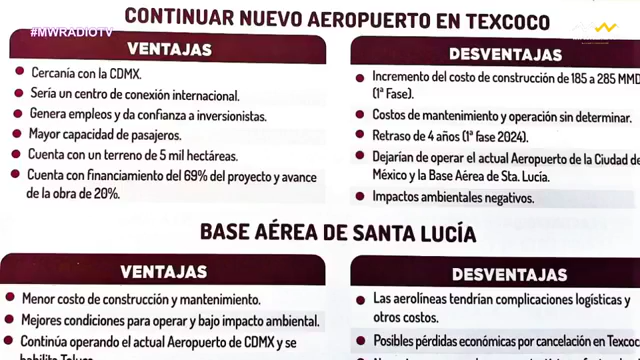 #MWRADIOTV
CONTINUAR NUEVO AEROPUERTO EN TEXCOCO
VENTAJAS
Cercanía con la CDMX.
Sería un centro de conexión internacional.
Genera empleos y da confianza a inversionistas.
Mayor capacidad de pasajeros.
Cuenta con un terreno de 5 mil hectáreas.
Cuenta con financiamiento del 69% del proyecto y avance
de la obra de 20%.
DESVENTAJAS
Incremento del costo de construcción de 185 a 285 MMD
(1ª Fase).
Costos de mantenimiento y operación sin determinar.
Retraso de 4 años (1ª fase 2024).
Dejarían de operar el actual Aeropuerto de la Ciudad de
México y la Base Aérea de Sta. Lucía.
Impactos ambientales negativos.
BASE AÉREA DE SANTA LUCÍA
VENTAJAS
Menor costo de construcción y mantenimiento.
Mejores condiciones para operar y bajo impacto ambiental.
Continúa operando el actual Aeropuerto de CDMX y se
DESVENTAJAS
Las aerolíneas tendrían complicaciones logísticas y
otros costos.
Posibles pérdidas económicas por cancelación en Texco